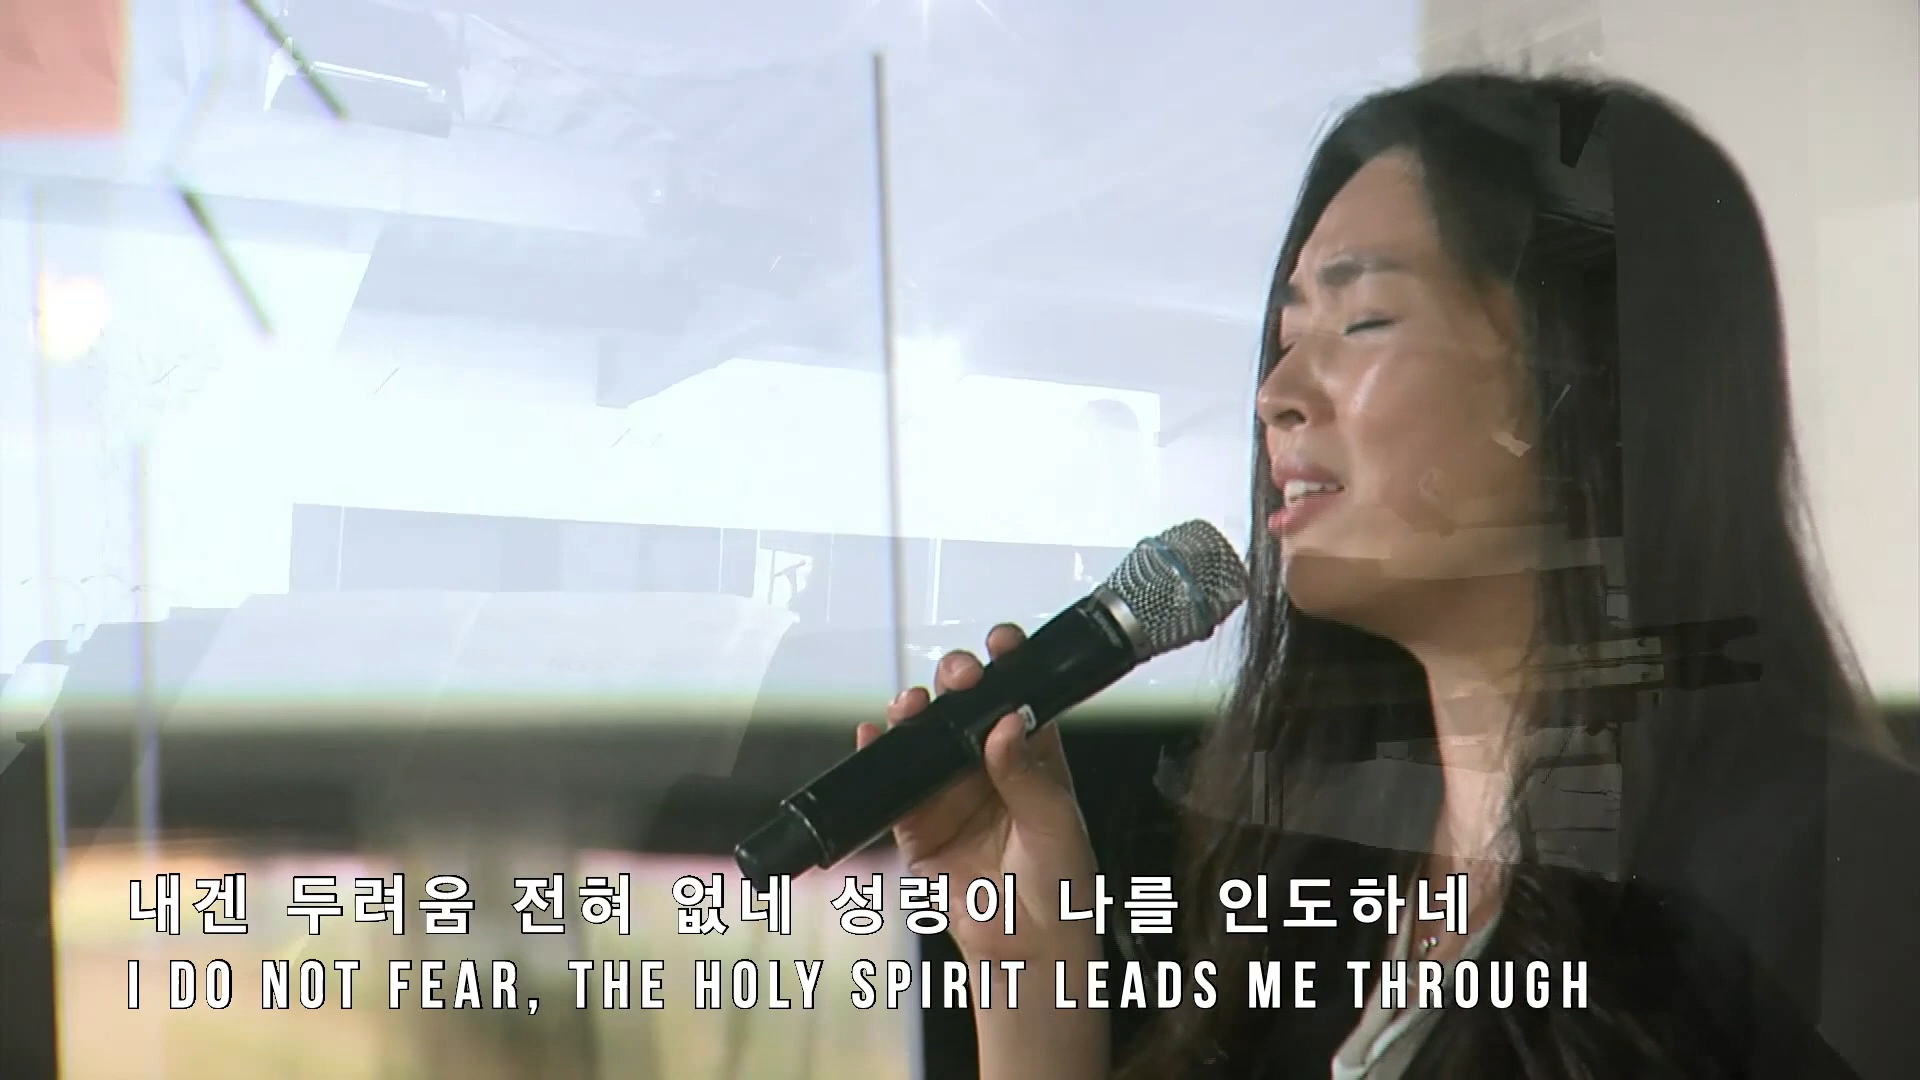 내겐 두려움 전혀 없네 성령이 나를 인도하네
I DO NOT FEAR, THE HOLY SPIRIT LEADS ME THROUGH